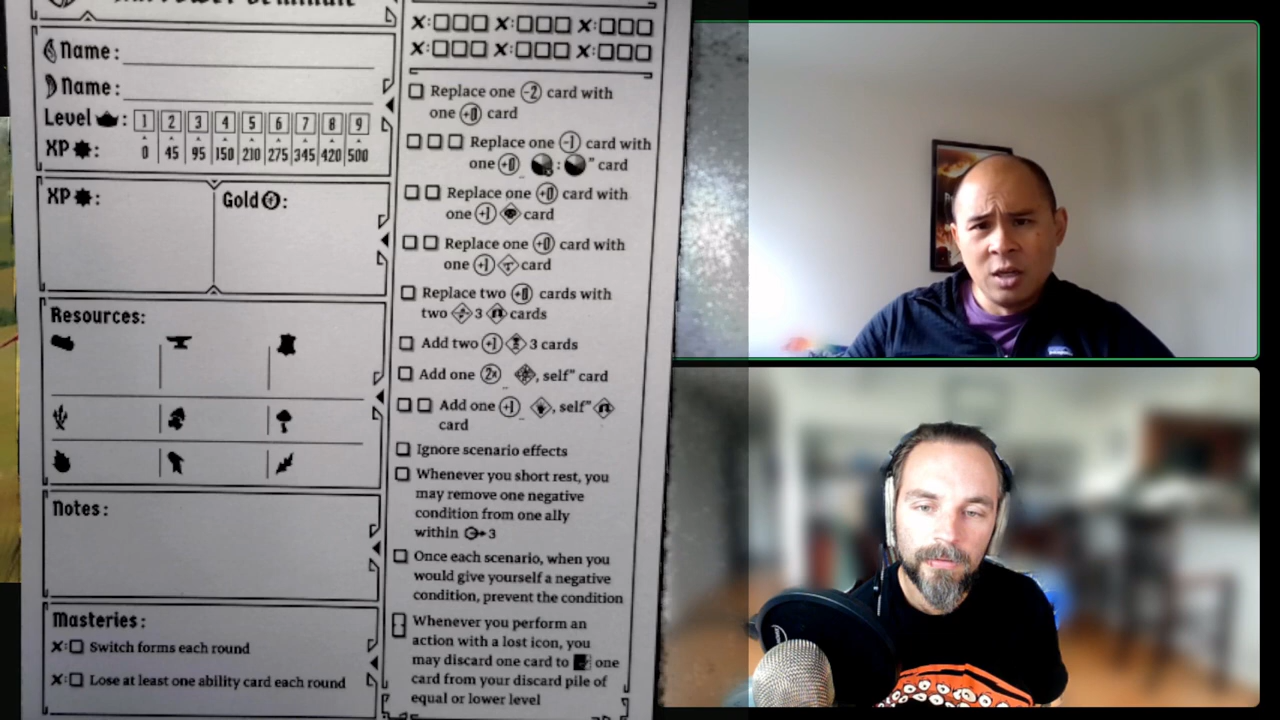 Name:
Name:
Level: 1 2 3 4 5 6 7 8 9
XP: 0 45 95 150 210 275 345 420 500
XP: Gold:
Resources:
Notes:
Masteries:
Switch forms each round
Lose at least one ability card each round
Replace one -2 card with
one +0 card
Replace one -1 card with
one +0 : " card
Replace one +0 card with
one +1 card
Replace one +0 card with
one +1 card
Replace two +0 cards with
two 3 cards
Add two +1 3 cards
Add one 2x , self" card
Add one +1 , self"
card
Ignore scenario effects
Whenever you short rest, you
may remove one negative
condition from one ally
within 3
Once each scenario, when you
would give yourself a negative
condition, prevent the condition
Whenever you perform an
action with a lost icon, you
may discard one card to one
card from your discard pile of
equal or lower level